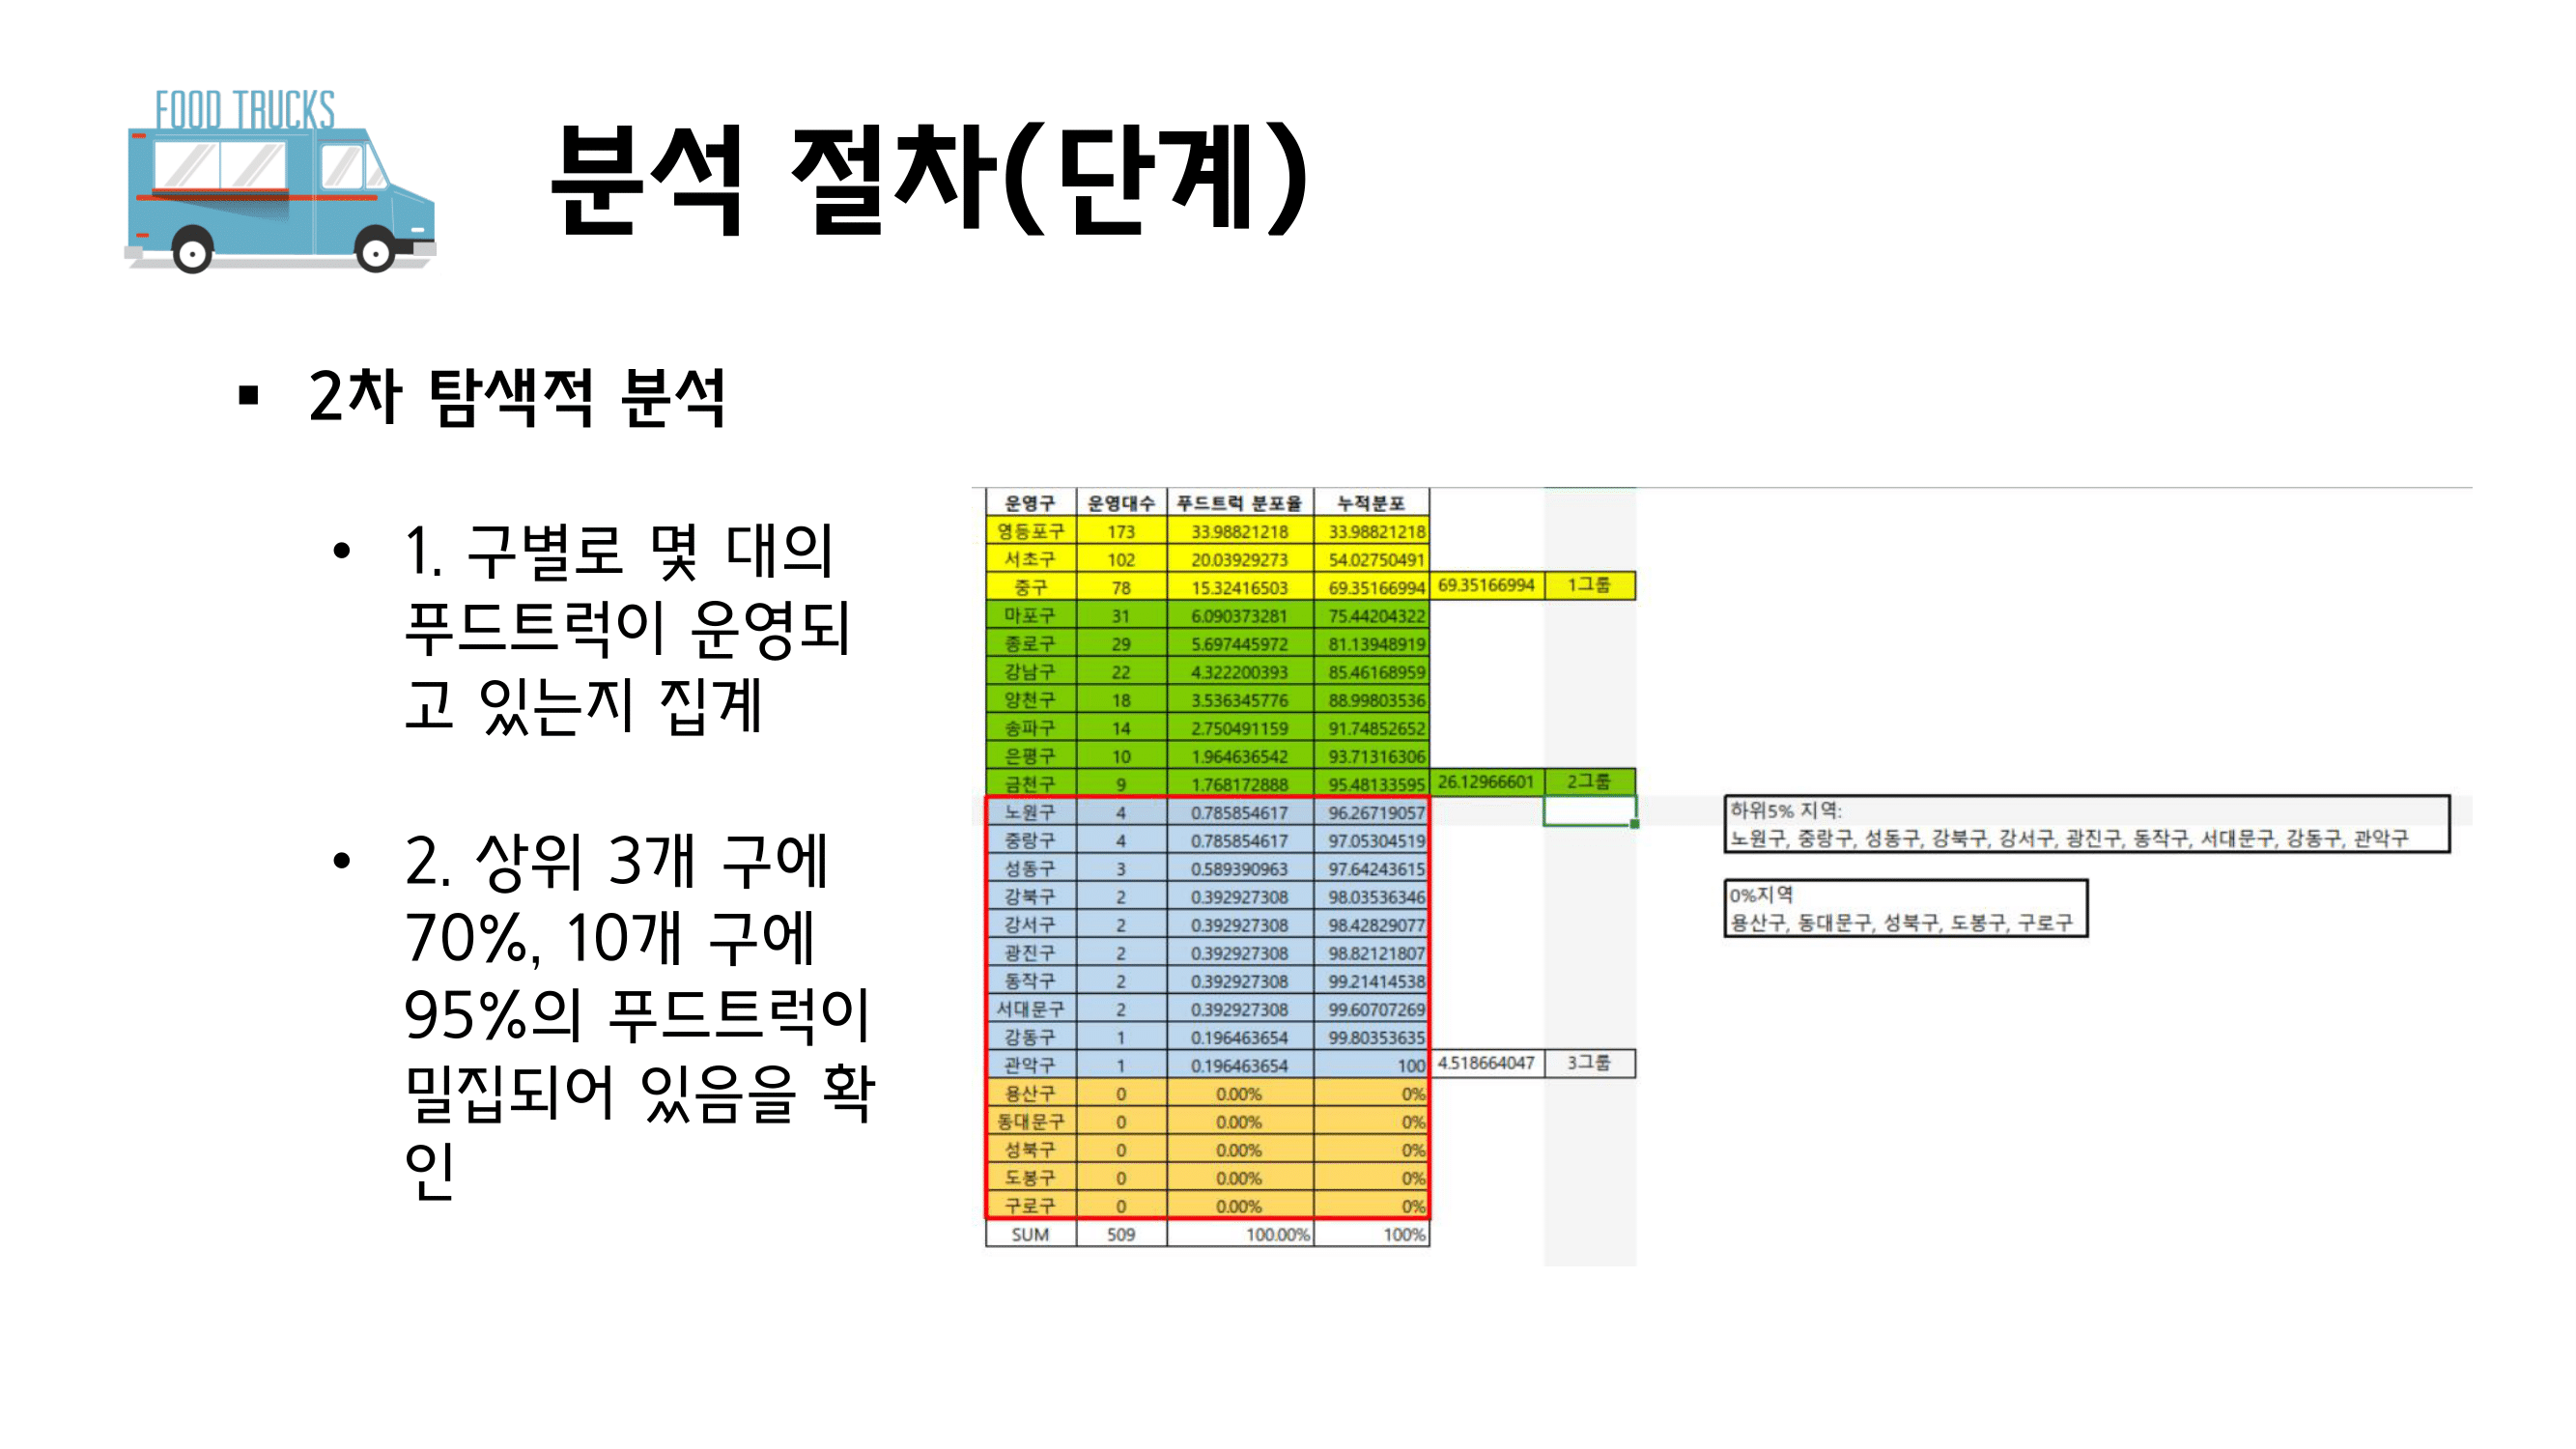 FOOD TRUCKS
분석 절차(단계)
▪ 2차 탐색적 분석
• 1. 구별로 몇 대의
푸드트럭이 운영되
고 있는지 집계
• 2. 상위 3개 구에
70%, 10개 구에
95%의 푸드트럭이
밀집되어 있음을 확
인
운영구 운영대수 푸드트럭 분포율 누적분포
영등포구 173 33.98821218 33.98821218
서초구 102 20.03929273 54.02750491
중구 78 15.32416503 69.35166994 69.35166994 1그룹
마포구 31 6.090373281 75.44204322
종로구 29 5.697445972 81.13948919
강남구 22 4.322200393 85.46168959
양천구 18 3.536345776 88.99803536
송파구 14 2.750491159 91.74852652
은평구 10 1.964636542 93.71316306
금천구 9 1.768172888 95.48133595 26.12966601 2그룹
노원구 4 0.785854617 96.26719057
중랑구 4 0.785854617 97.05304519
성동구 3 0.589390963 97.64243615
강북구 2 0.392927308 98.03536346
강서구 2 0.392927308 98.42829077
광진구 2 0.392927308 98.82121807
동작구 2 0.392927308 99.21414538
서대문구 2 0.392927308 99.60707269
강동구 1 0.196463654 99.80353635
관악구 1 0.196463654 100 4.518664047 3그룹
용산구 0 0.00% 0%
동대문구 0 0.00% 0%
성북구 0 0.00% 0%
도봉구 0 0.00% 0%
구로구 0 0.00% 0%
SUM 509 100.00% 100%
하위5% 지역:
노원구, 중랑구, 성동구, 강북구, 강서구, 광진구, 동작구, 서대문구, 강동구, 관악구
0%지역
용산구, 동대문구, 성북구, 도봉구, 구로구